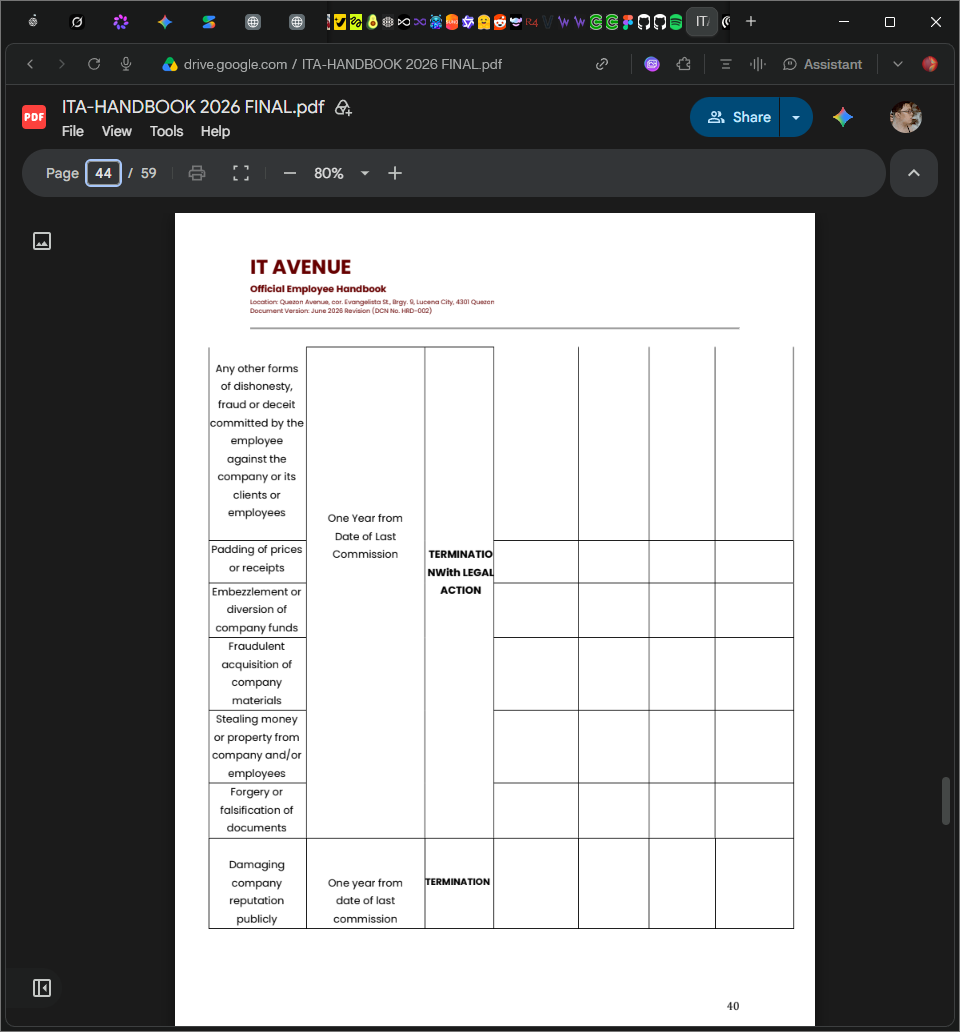 R4
IT/
drive.google.com / ITA-HANDBOOK 2026 FINAL.pdf
Assistant
PDF
ITA-HANDBOOK 2026 FINAL.pdf
File View Tools Help
Share
Page 44 / 59
80%
IT AVENUE
Official Employee Handbook
Location: Quezon Avenue, cor. Evangelista St., Brgy. 9, Lucena City, 4301 Quezon
Document Version: June 2026 Revision (DCN No. HRD-002)
Any other forms
of dishonesty,
fraud or deceit
committed by the
employee
against the
company or its
clients or
employees
One Year from
Date of Last
Commission
TERMINATIO
NWith LEGAL
ACTION
Padding of prices
or receipts
Embezzlement or
diversion of
company funds
Fraudulent
acquisition of
company
materials
Stealing money
or property from
company and/or
employees
Forgery or
falsification of
documents
Damaging
company
reputation
publicly
One year from
date of last
commission
TERMINATION
40